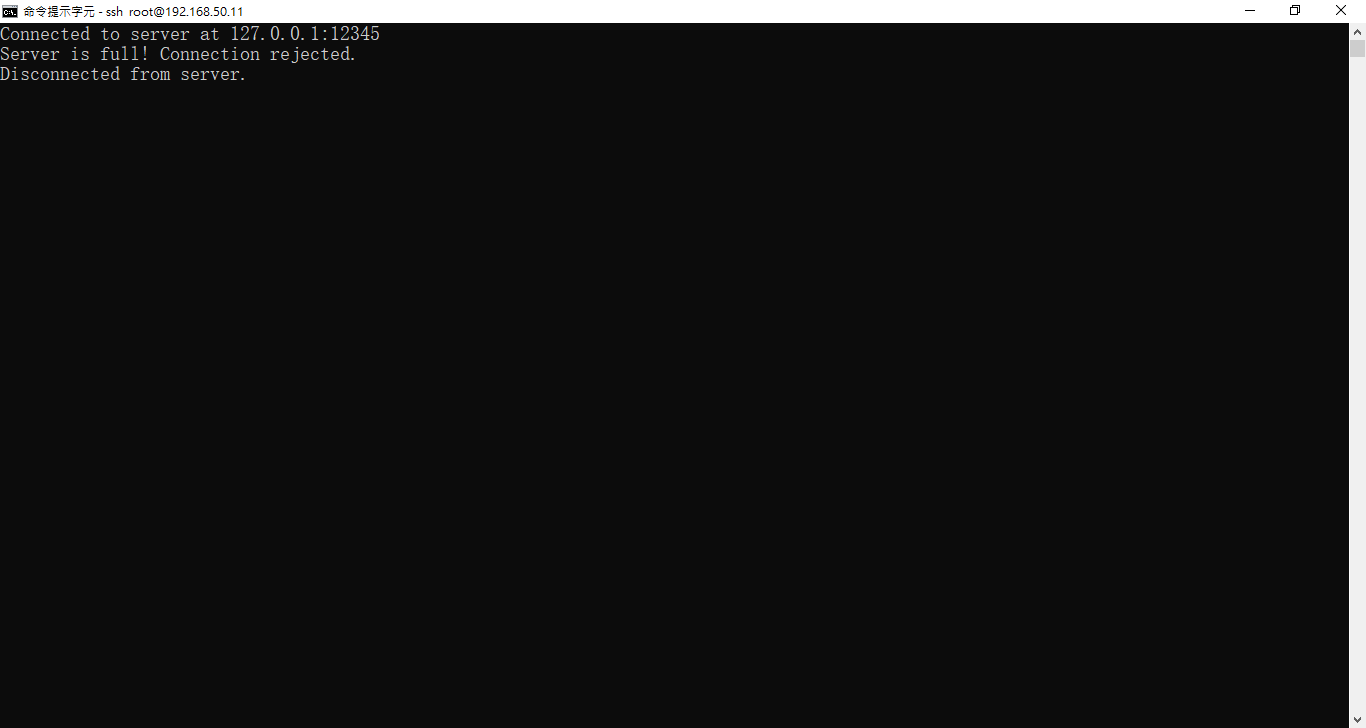 命令提示字元 - ssh root@192.168.50.11
Connected to server at 127.0.0.1:12345
Server is full! Connection rejected.
Disconnected from server.